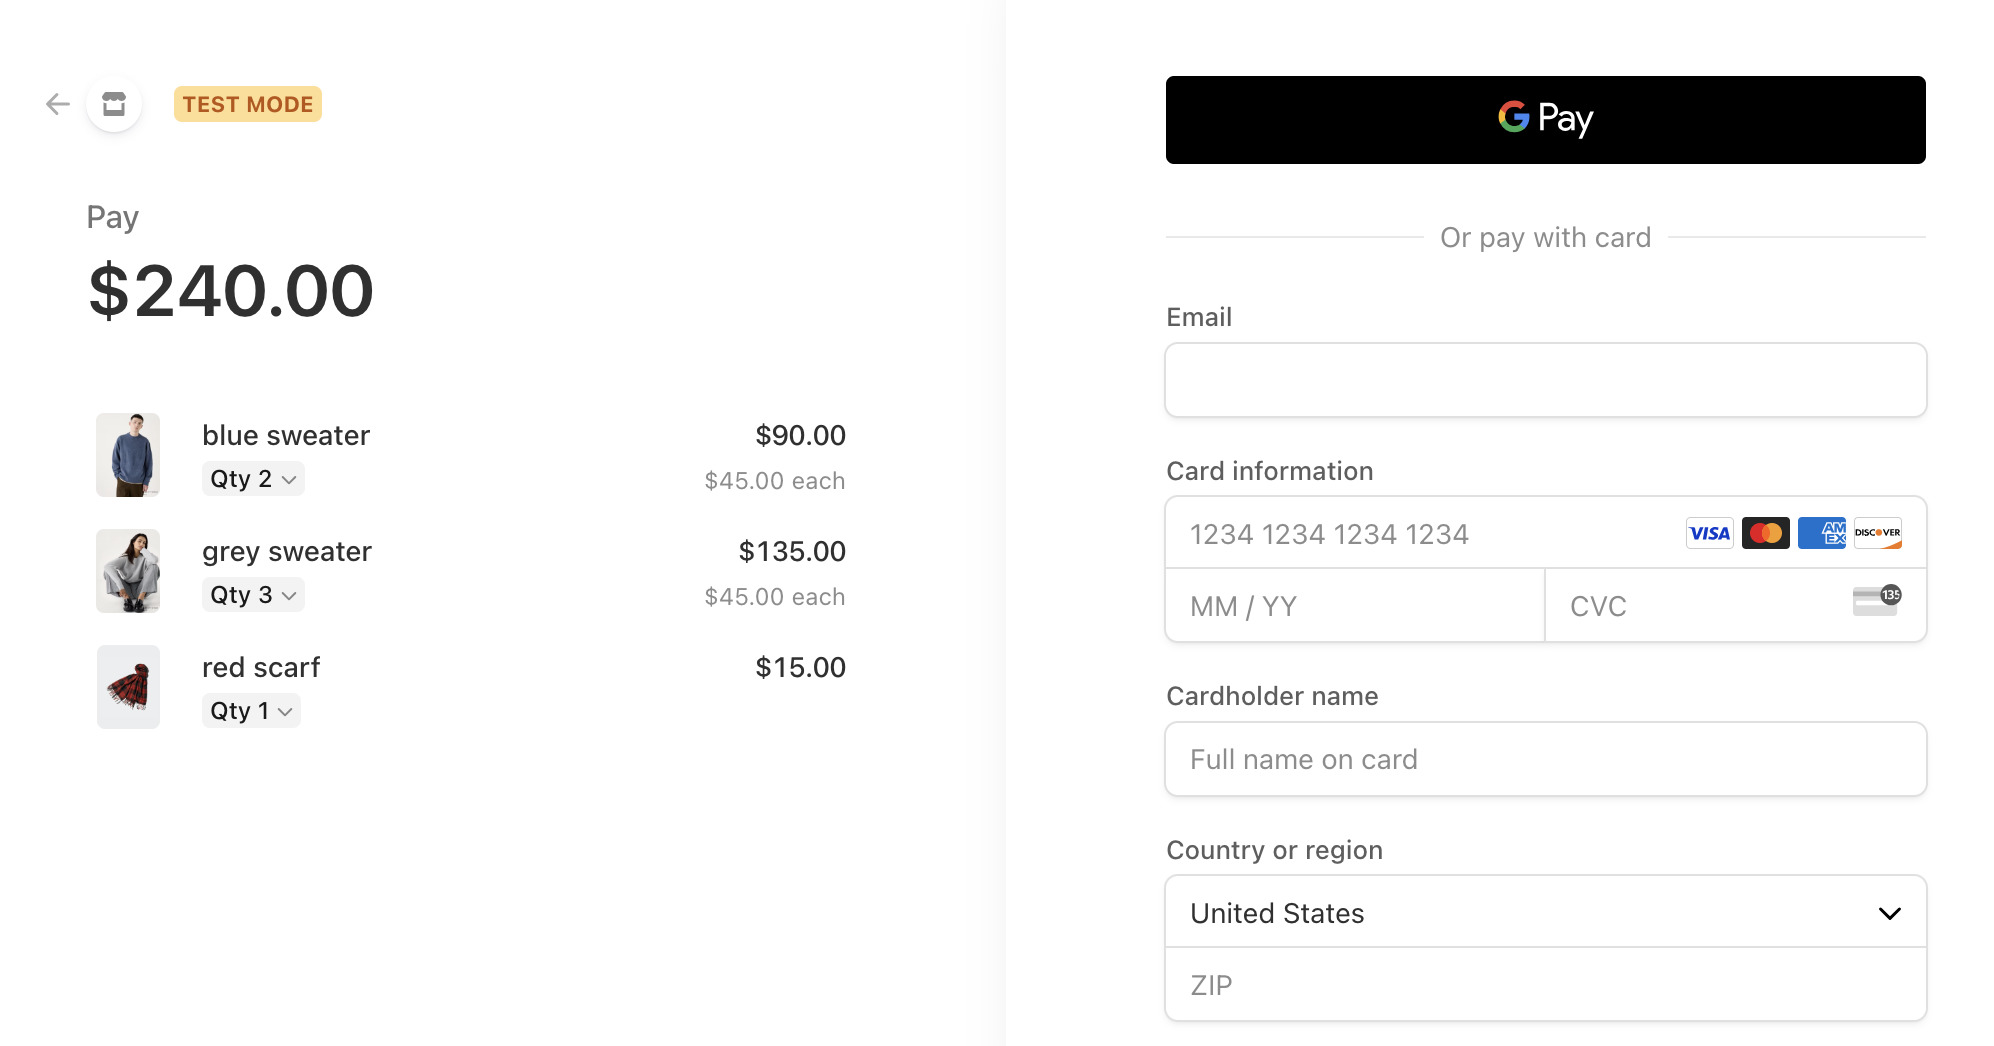 TEST MODE
Pay
$240.00
blue sweater
$90.00
Qty 2
$45.00 each
grey sweater
$135.00
Qty 3
$45.00 each
red scarf
$15.00
Qty 1
G Pay
Or pay with card
Email
Card information
1234 1234 1234 1234
VISA
AM
EX
DISCOVER
MM / YY
CVC
135
Cardholder name
Full name on card
Country or region
United States
ZIP